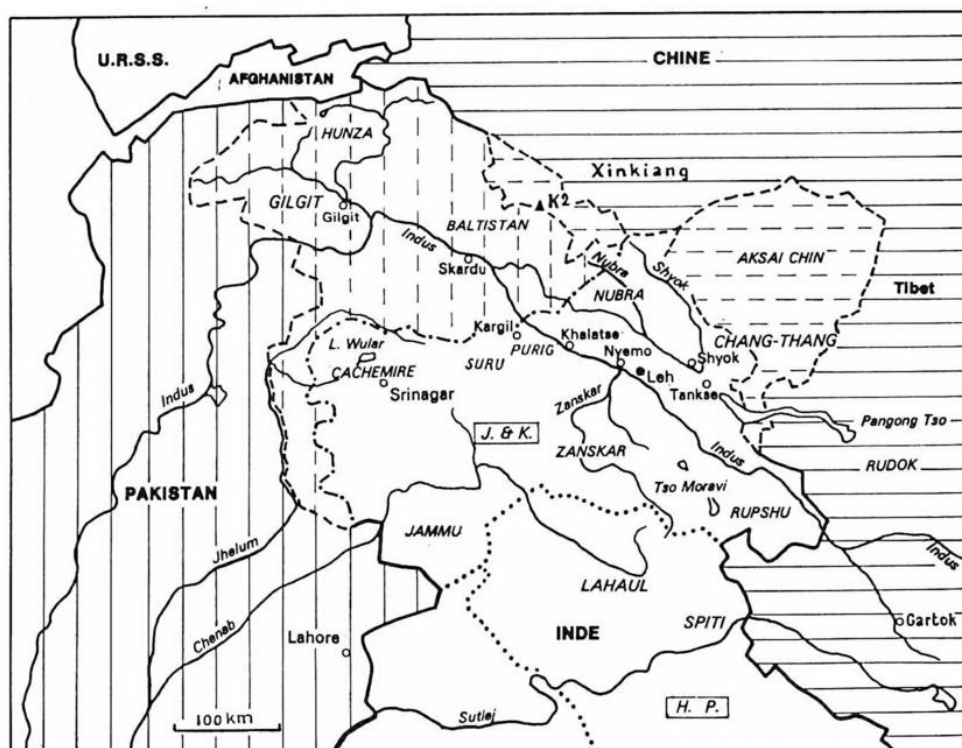 U.R.S.S.
AFGHANISTAN
CHINE
HUNZA
Xinkiang
K2
GILGIT
Gilgit
Indus
BALTISTAN
Skardu
Nubra
Shyok
AKSAI CHIN
NUBRA
Tibet
Kargil
PURIG
Khalatse
CHANG-THANG
L. Wular
SURU
Nyemo
Shyok
CACHEMIRE
Leh
Srinagar
Tankse
Indus
Zanskar
Pangong Tso
J. & K.
ZANSKAR
Indus
RUDOK
PAKISTAN
Tso Moravi
RUPSHU
JAMMU
Jhelum
Indus
LAHAUL
Chenab
Lahore
INDE
SPITI
Gartok
100 km
Sutlej
H. P.